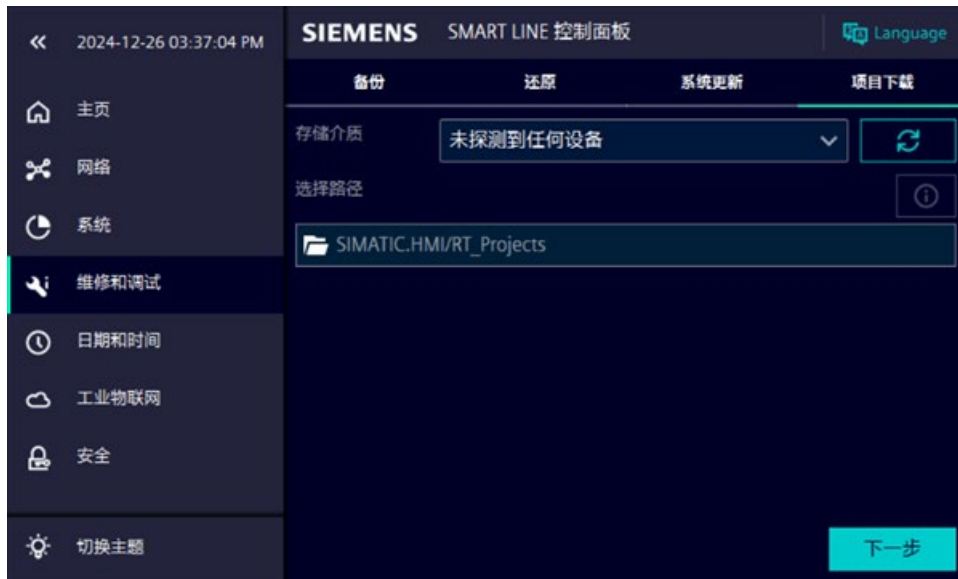 2024-12-26 03:37:04 PM
主页
网络
系统
维修和调试
日期和时间
工业物联网
安全
切换主题
SIEMENS SMART LINE 控制面板 Language
备份 还原 系统更新 项目下载
存储介质 未探测到任何设备
选择路径
SIMATIC.HMI/RT_Projects
下一步